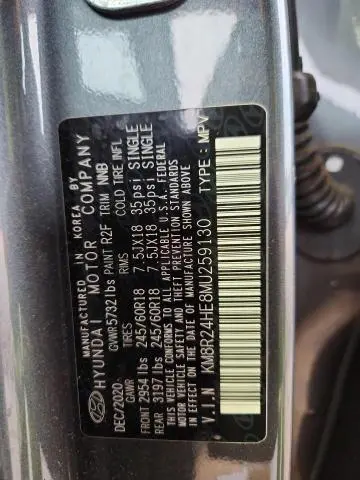 MANUFACTURED IN KOREA BY
HYUNDAI MOTOR COMPANY
DEC/2020 GVWR 5732 lbs PAINT R2F TRIM NNB
GAWR RIMS COLD TIRE INFL
FRONT 2954 lbs 245/60R18 7.5JX18 35psi SINGLE
REAR 3197 lbs 245/60R18 7.5JX18 35psi SINGLE
THIS VEHICLE CONFORMS TO ALL APPLICABLE U.S.A. FEDERAL
MOTOR VEHICLE SAFETY, BUMPER, AND THEFT PREVENTION STANDARDS
IN EFFECT ON THE DATE OF MANUFACTURE SHOWN ABOVE.
V.I.N KM8R24HE8MU259130 TYPE: MPV